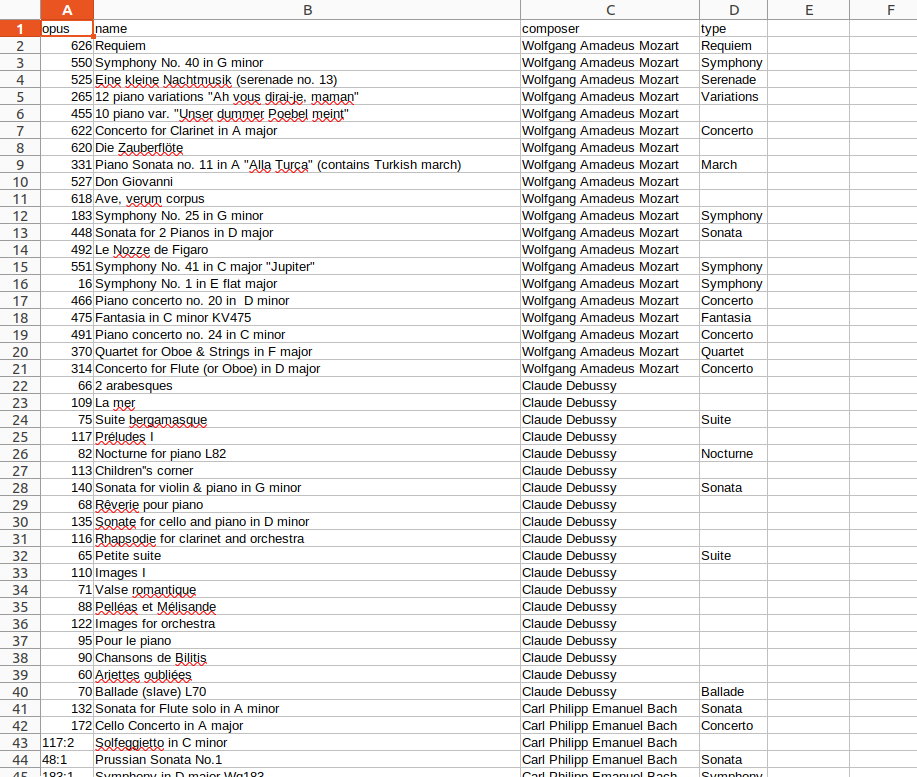 A B C D E F
1 opus name composer type
2 626 Requiem Wolfgang Amadeus Mozart Requiem
3 550 Symphony No. 40 in G minor Wolfgang Amadeus Mozart Symphony
4 525 Eine kleine Nachtmusik (serenade no. 13) Wolfgang Amadeus Mozart Serenade
5 265 12 piano variations "Ah vous dirai-je, maman" Wolfgang Amadeus Mozart Variations
6 455 10 piano var. "Unser dummer Poebel meint" Wolfgang Amadeus Mozart
7 622 Concerto for Clarinet in A major Wolfgang Amadeus Mozart Concerto
8 620 Die Zauberflöte Wolfgang Amadeus Mozart
9 331 Piano Sonata no. 11 in A "Alla Turca" (contains Turkish march) Wolfgang Amadeus Mozart March
10 527 Don Giovanni Wolfgang Amadeus Mozart
11 618 Ave, verum corpus Wolfgang Amadeus Mozart
12 183 Symphony No. 25 in G minor Wolfgang Amadeus Mozart Symphony
13 448 Sonata for 2 Pianos in D major Wolfgang Amadeus Mozart Sonata
14 492 Le Nozze de Figaro Wolfgang Amadeus Mozart
15 551 Symphony No. 41 in C major "Jupiter" Wolfgang Amadeus Mozart Symphony
16 16 Symphony No. 1 in E flat major Wolfgang Amadeus Mozart Symphony
17 466 Piano concerto no. 20 in  D minor Wolfgang Amadeus Mozart Concerto
18 475 Fantasia in C minor KV475 Wolfgang Amadeus Mozart Fantasia
19 491 Piano concerto no. 24 in C minor Wolfgang Amadeus Mozart Concerto
20 370 Quartet for Oboe & Strings in F major Wolfgang Amadeus Mozart Quartet
21 314 Concerto for Flute (or Oboe) in D major Wolfgang Amadeus Mozart Concerto
22 66 2 arabesques Claude Debussy
23 109 La mer Claude Debussy
24 75 Suite bergamasque Claude Debussy Suite
25 117 Préludes I Claude Debussy
26 82 Nocturne for piano L82 Claude Debussy Nocturne
27 113 Children"s corner Claude Debussy
28 140 Sonata for violin & piano in G minor Claude Debussy Sonata
29 68 Rêverie pour piano Claude Debussy
30 135 Sonate for cello and piano in D minor Claude Debussy
31 116 Rhapsodie for clarinet and orchestra Claude Debussy
32 65 Petite suite Claude Debussy Suite
33 110 Images I Claude Debussy
34 71 Valse romantique Claude Debussy
35 88 Pelléas et Mélisande Claude Debussy
36 122 Images for orchestra Claude Debussy
37 95 Pour le piano Claude Debussy
38 90 Chansons de Bilitis Claude Debussy
39 60 Ariettes oubliées Claude Debussy
40 70 Ballade (slave) L70 Claude Debussy Ballade
41 132 Sonata for Flute solo in A minor Carl Philipp Emanuel Bach Sonata
42 172 Cello Concerto in A major Carl Philipp Emanuel Bach Concerto
43 117:2 Solfeggietto in C minor Carl Philipp Emanuel Bach
44 48:1 Prussian Sonata No.1 Carl Philipp Emanuel Bach Sonata
45 183:1 Symphony in D major Wq183 Carl Philipp Emanuel Bach Symphony